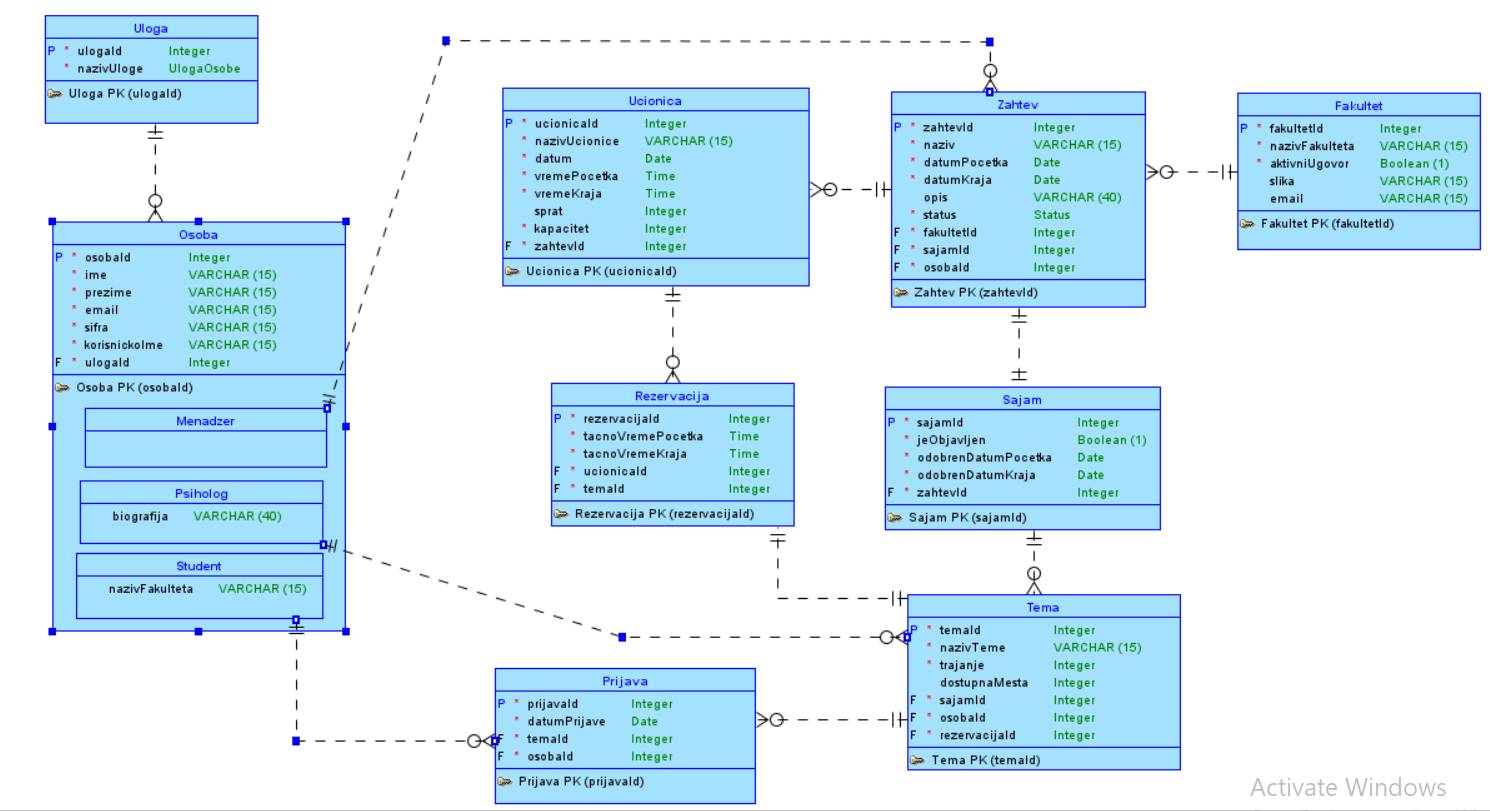 Uloga
P * ulogaId Integer
* nazivUloge UlogaOsobe
Uloga PK (ulogaId)
Osoba
P * osobaId Integer
* ime VARCHAR (15)
* prezime VARCHAR (15)
* email VARCHAR (15)
* sifra VARCHAR (15)
* korisnickoIme VARCHAR (15)
F * ulogaId Integer
Osoba PK (osobaId)
Menadzer
Psiholog
biografija VARCHAR (40)
Student
nazivFakulteta VARCHAR (15)
Ucionica
P * ucionicaId Integer
* nazivUcionice VARCHAR (15)
* datum Date
* vremePocetka Time
* vremeKraja Time
sprat Integer
* kapacitet Integer
F * zahtevId Integer
Ucionica PK (ucionicaId)
Zahtev
P * zahtevId Integer
* naziv VARCHAR (15)
* datumPocetka Date
* datumKraja Date
opis VARCHAR (40)
* status Status
F * fakultetId Integer
F * sajamId Integer
F * osobaId Integer
Zahtev PK (zahtevId)
Fakultet
P * fakultetId Integer
* nazivFakulteta VARCHAR (15)
* aktivniUgovor Boolean (1)
slika VARCHAR (15)
email VARCHAR (15)
Fakultet PK (fakultetId)
Rezervacija
P * rezervacijaId Integer
* tacnoVremePocetka Time
* tacnoVremeKraja Time
F * ucionicaId Integer
F * temaId Integer
Rezervacija PK (rezervacijaId)
Sajam
P * sajamId Integer
* jeObjavljen Boolean (1)
* odobrenDatumPocetka Date
* odobrenDatumKraja Date
F * zahtevId Integer
Sajam PK (sajamId)
Prijava
P * prijavaId Integer
* datumPrijave Date
F * temaId Integer
F * osobaId Integer
Prijava PK (prijavaId)
Tema
P * temaId Integer
* nazivTeme VARCHAR (15)
* trajanje Integer
dostupnaMesta Integer
F * sajamId Integer
F * osobaId Integer
F * rezervacijaId Integer
Tema PK (temaId)
Activate Windows